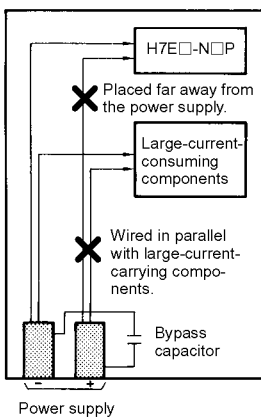 H7E□-N□P
Placed far away from
the power supply.
Large-current-
consuming
components
Wired in parallel
with large-current-
carrying compo-
nents.
Bypass
capacitor
− +
Power supply